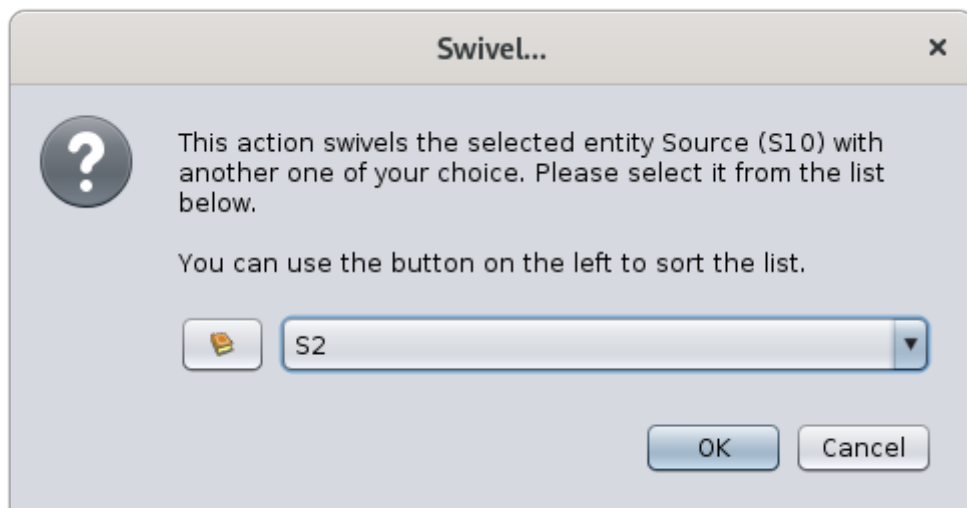 Swivel...
This action swivels the selected entity Source (S10) with
another one of your choice. Please select it from the list
below.
You can use the button on the left to sort the list.
S2
OK Cancel